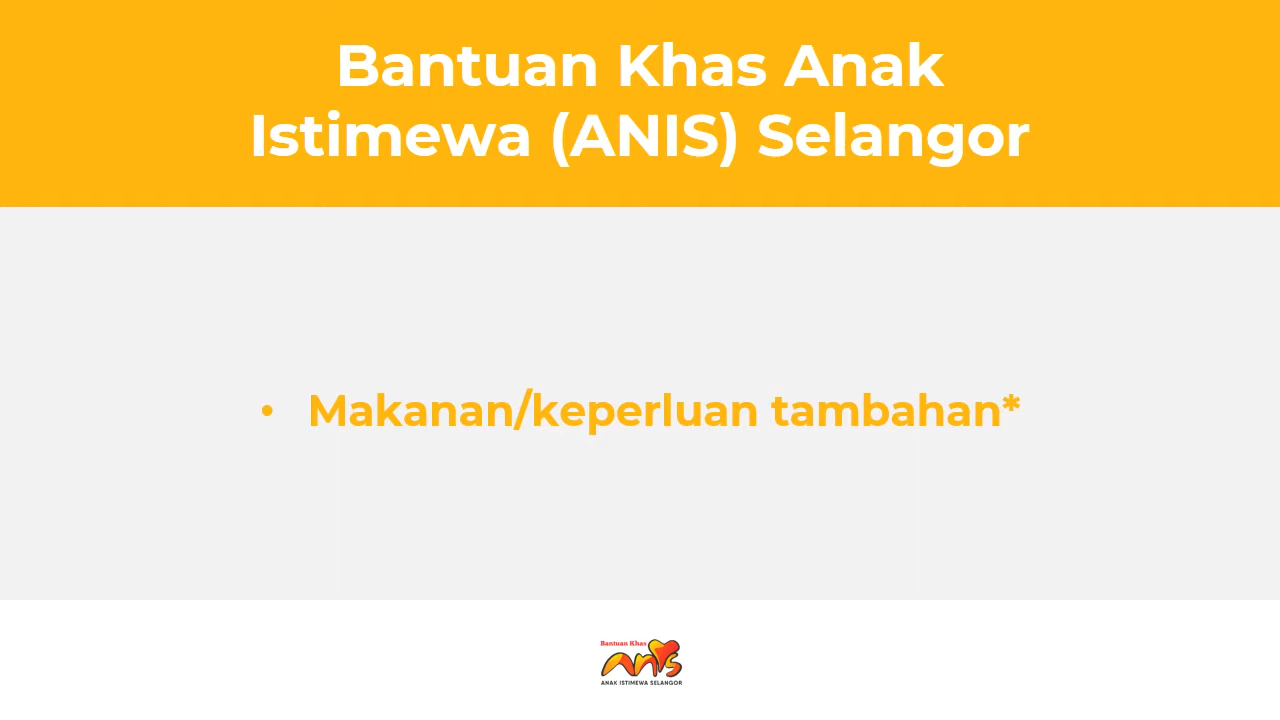 Bantuan Khas Anak
Istimewa (ANIS) Selangor
• Makanan/keperluan tambahan*
Bantuan Khas
anis
ANAK ISTIMEWA SELANGOR